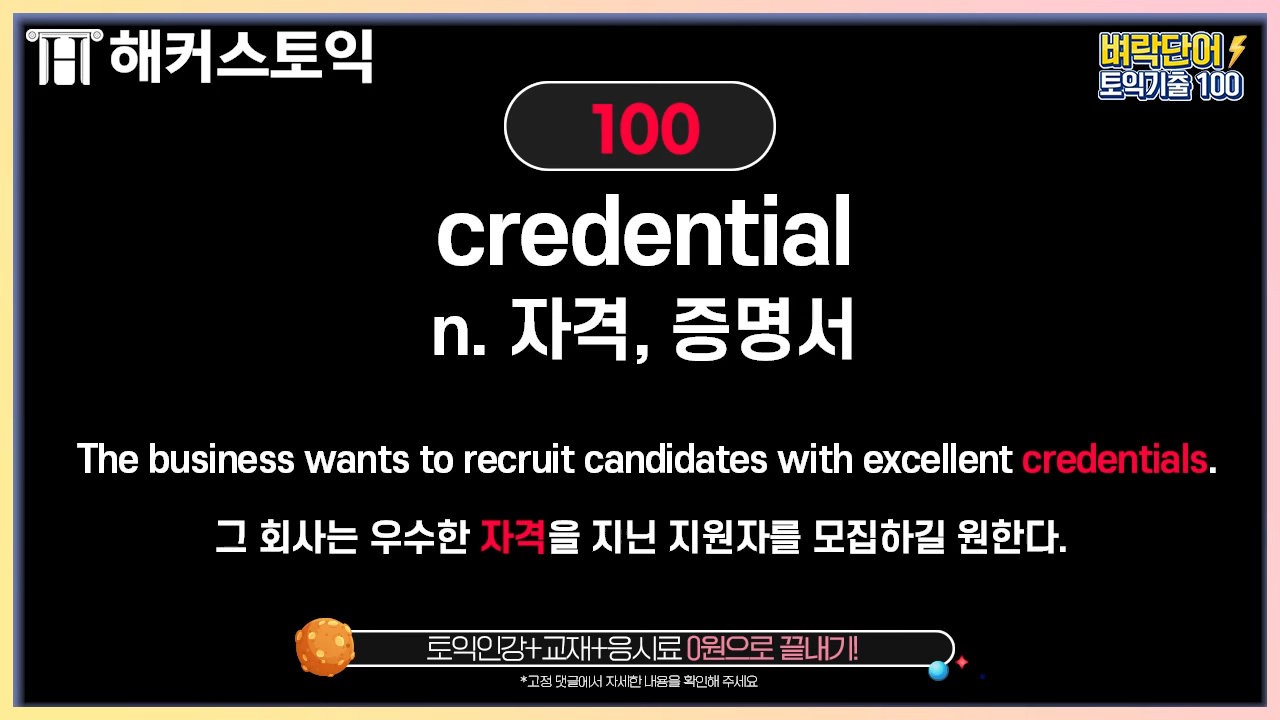 해커스토익
벼락단어
토익기출 100
100
credential
n. 자격, 증명서
The business wants to recruit candidates with excellent credentials.
그 회사는 우수한 자격을 지닌 지원자를 모집하길 원한다.
토익인강+교재+응시료 0원으로 끝내기!
*고정 댓글에서 자세한 내용을 확인해 주세요